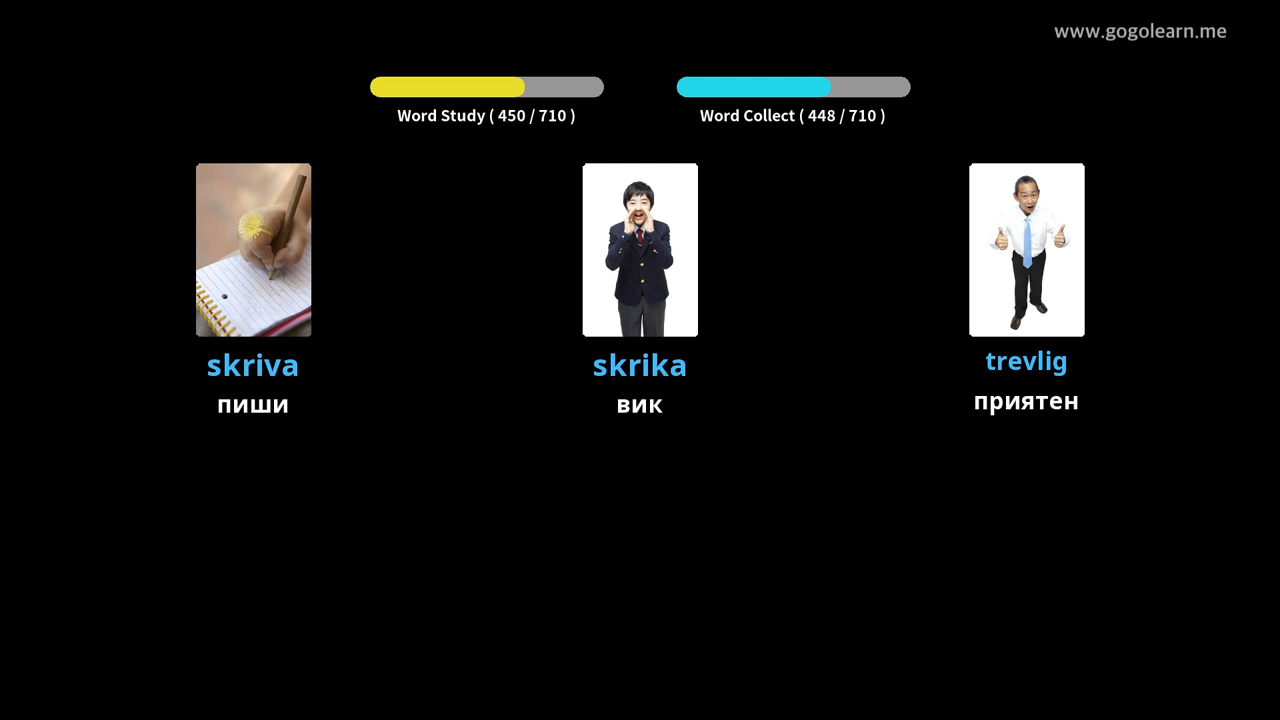 www.gogolearn.me
Word Study ( 450 / 710 )
Word Collect ( 448 / 710 )
skriva
пиши
skrika
вик
trevlig
приятен